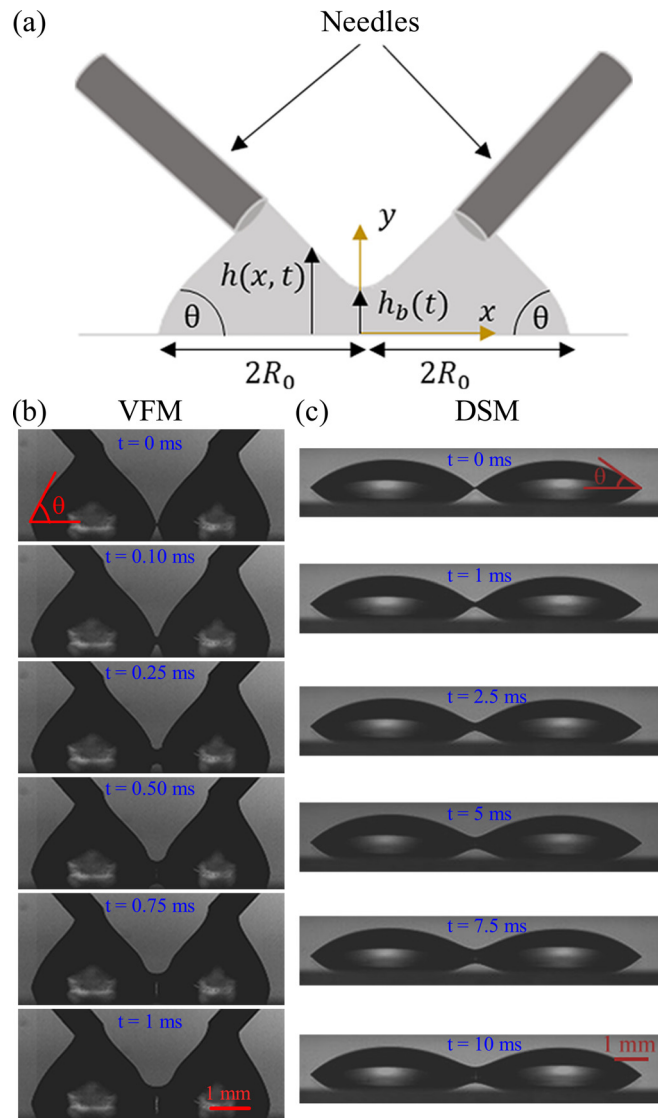 (a)
Needles
y
h(x, t)
h_b(t)
θ
x
θ
2R_0
2R_0
(b)
VFM
t = 0 ms
θ
t = 0.10 ms
t = 0.25 ms
t = 0.50 ms
t = 0.75 ms
t = 1 ms
1 mm
(c)
DSM
t = 0 ms
θ
t = 1 ms
t = 2.5 ms
t = 5 ms
t = 7.5 ms
t = 10 ms
1 mm